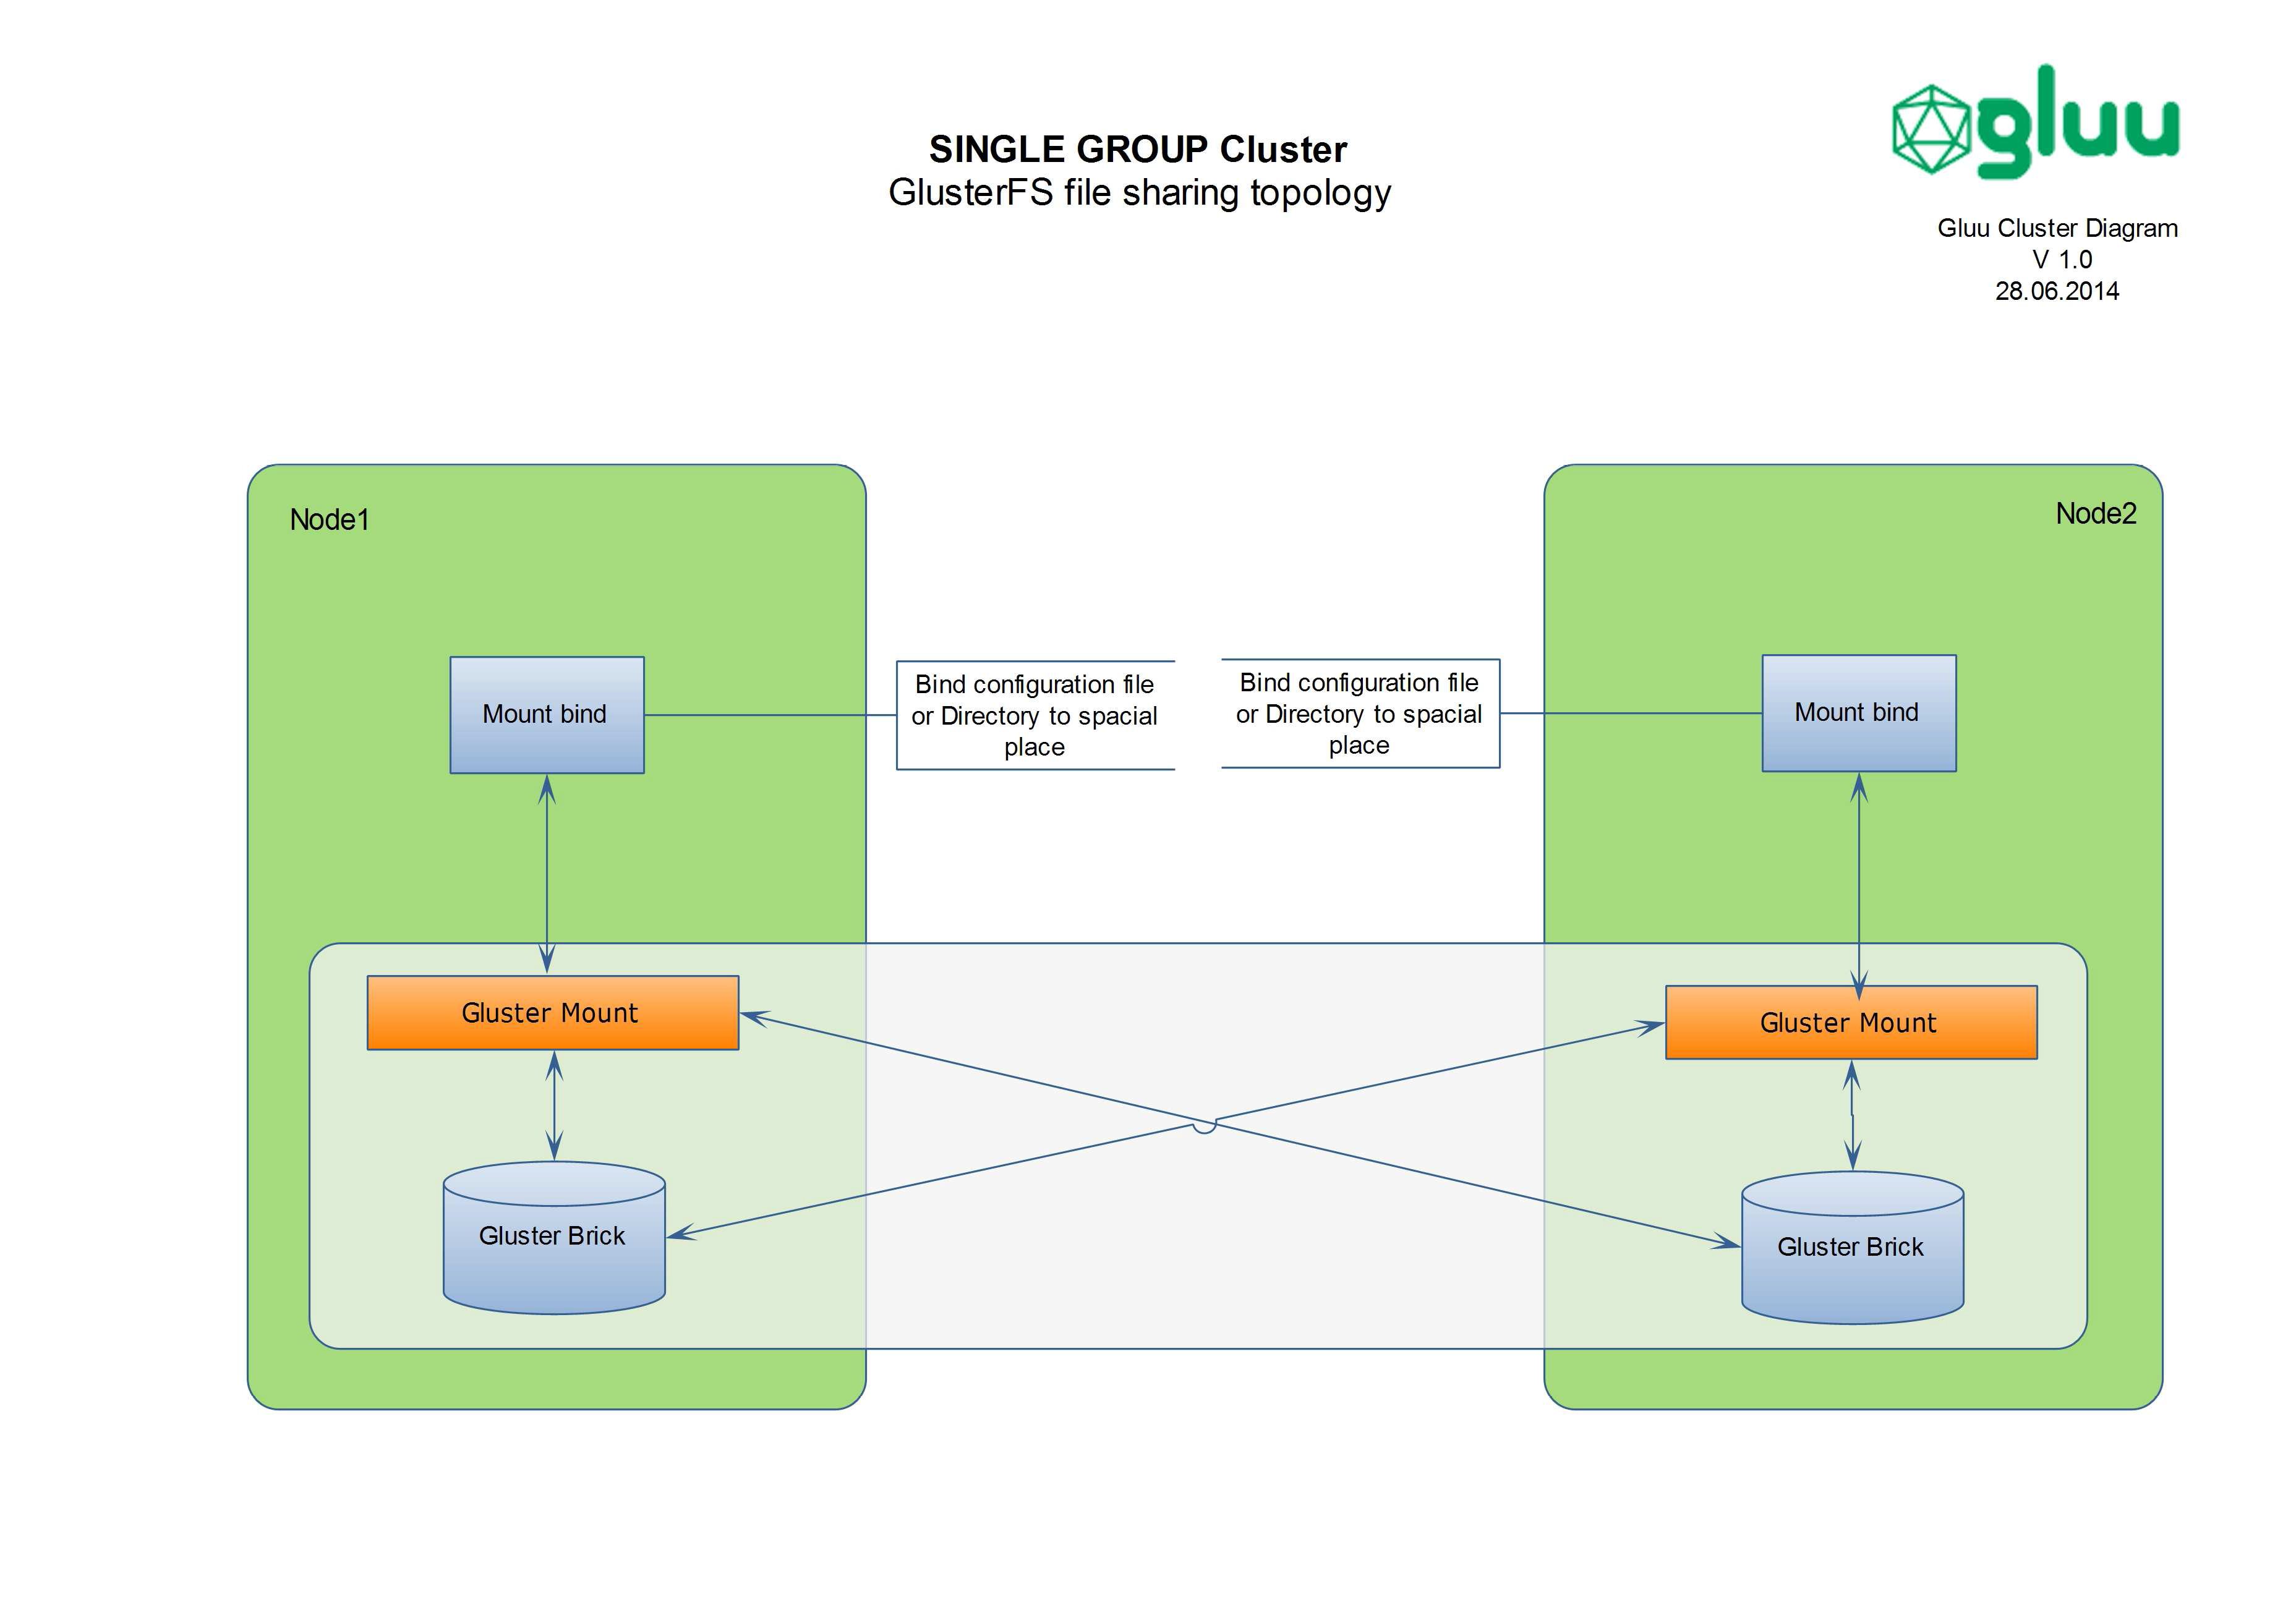 gluu
SINGLE GROUP Cluster
GlusterFS file sharing topology
Gluu Cluster Diagram
V 1.0
28.06.2014
Node1
Node2
Mount bind
Bind configuration file
or Directory to spacial
place
Bind configuration file
or Directory to spacial
place
Mount bind
Gluster Mount
Gluster Mount
Gluster Brick
Gluster Brick